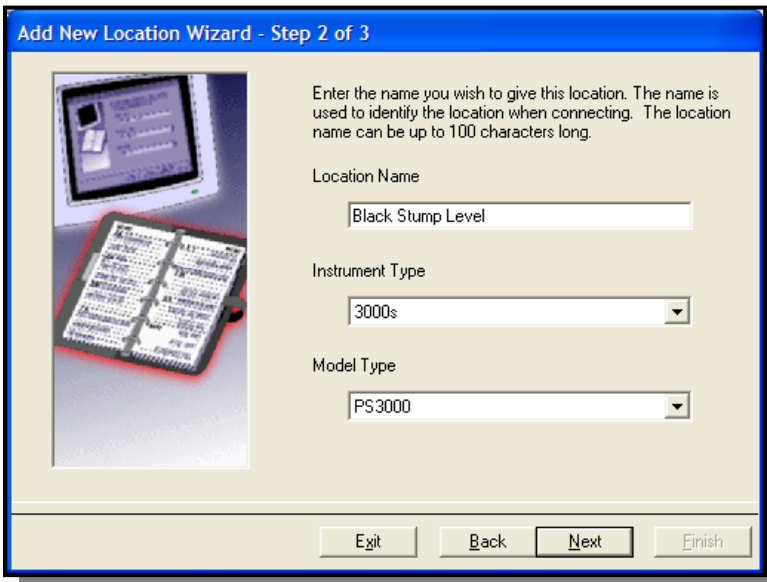 Add New Location Wizard - Step 2 of 3
Enter the name you wish to give this location. The name is
used to identify the location when connecting. The location
name can be up to 100 characters long.
Location Name
Black Stump Level
Instrument Type
3000s
Model Type
PS3000
Exit
Back
Next
Finish